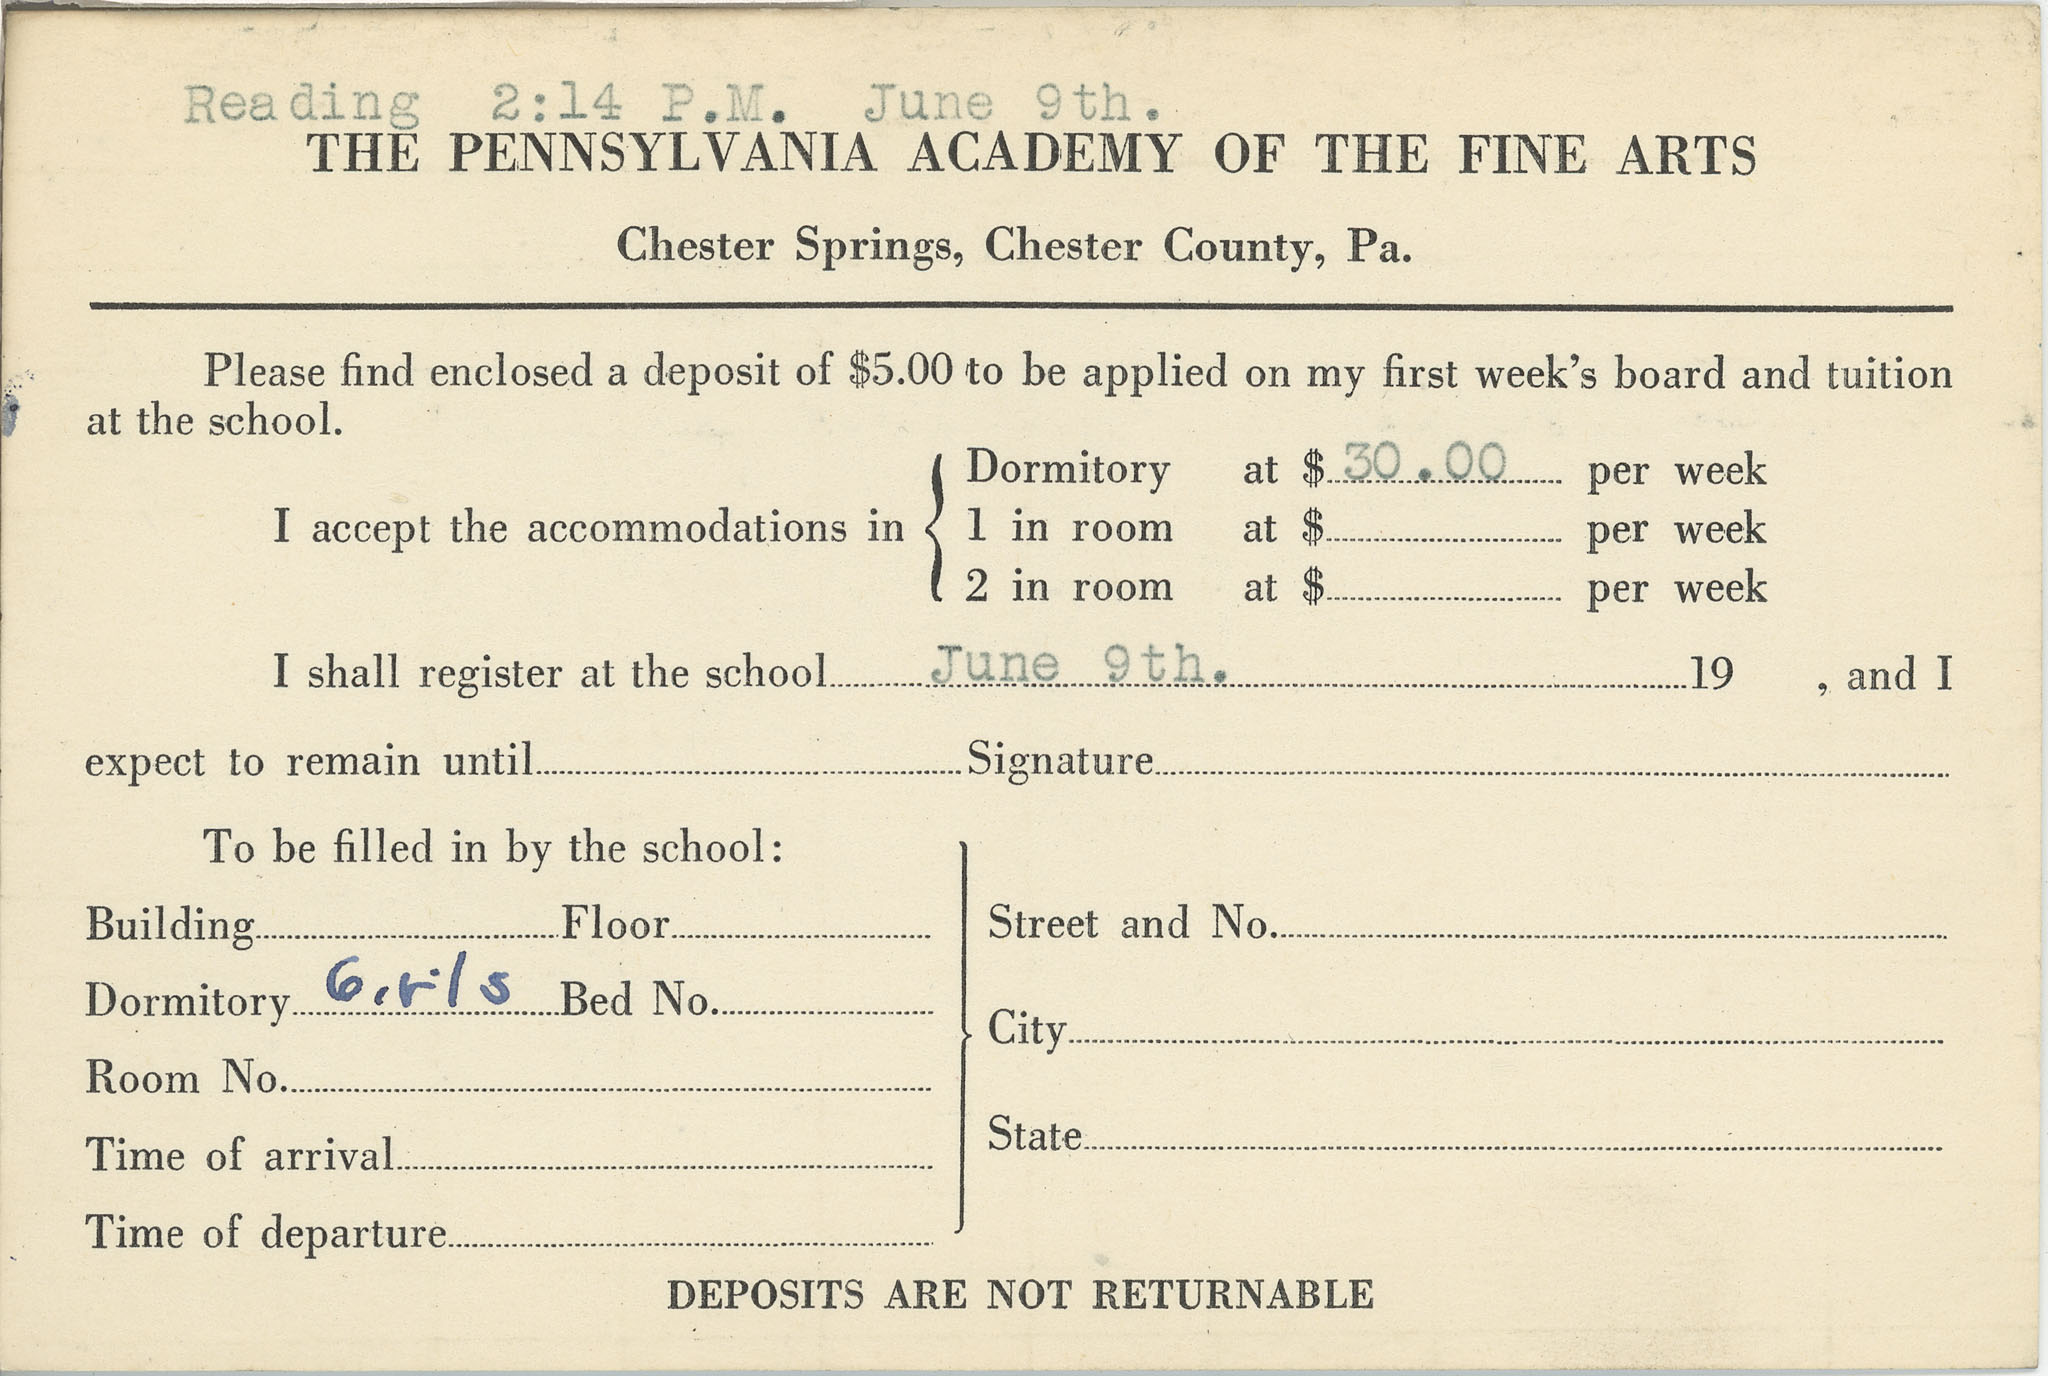 Reading 2:14 P.M. June 9th.
THE PENNSYLVANIA ACADEMY OF THE FINE ARTS
Chester Springs, Chester County, Pa.
Please find enclosed a deposit of $5.00 to be applied on my first week's board and tuition
at the school.
I accept the accommodations in
Dormitory at $ 30.00 per week
1 in room at $ per week
2 in room at $ per week
I shall register at the school June 9th. 19 , and I
expect to remain until Signature
To be filled in by the school:
Building Floor
Dormitory Girls Bed No.
Room No.
Time of arrival
Time of departure
Street and No.
City
State
DEPOSITS ARE NOT RETURNABLE